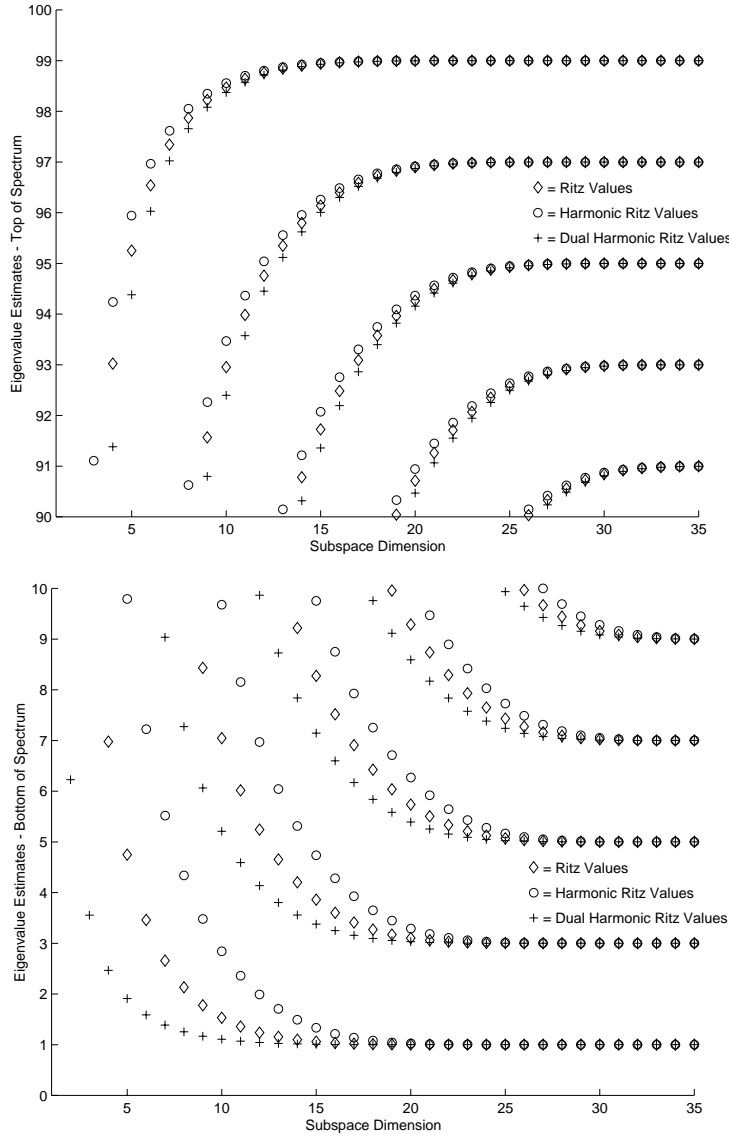 99
98
97
96
95
94
93
92
91
90
Eigenvalue Estimates - Top of Spectrum
◇ = Ritz Values
○ = Harmonic Ritz Values
+ = Dual Harmonic Ritz Values
5 10 15 20 25 30 35
Subspace Dimension
10
9
8
7
6
5
4
3
2
1
0
Eigenvalue Estimates - Bottom of Spectrum
◇ = Ritz Values
○ = Harmonic Ritz Values
+ = Dual Harmonic Ritz Values
5 10 15 20 25 30 35
Subspace Dimension